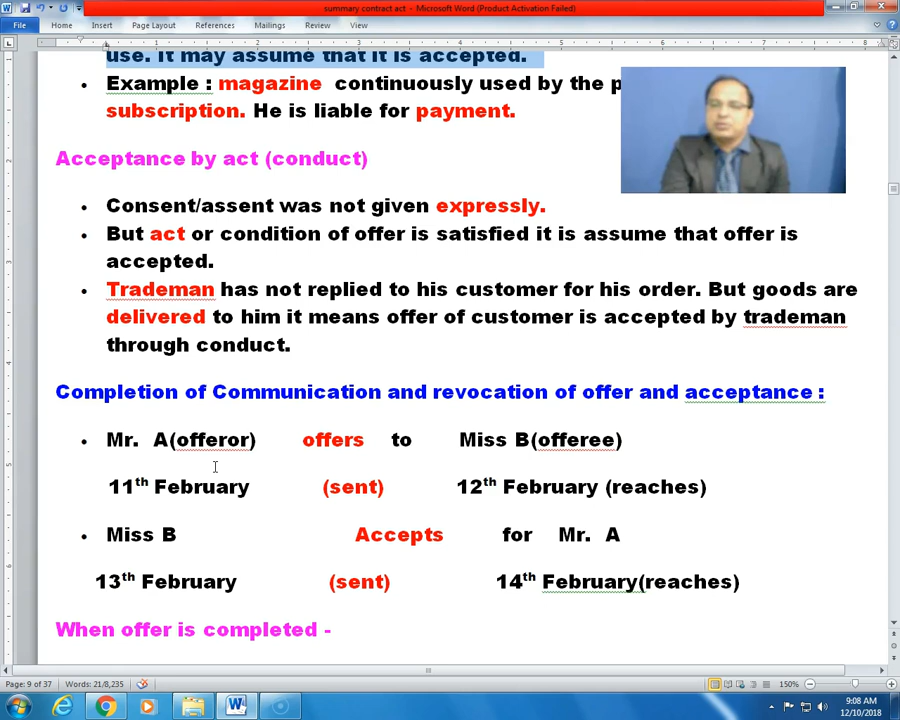 summary contract act - Microsoft Word (Product Activation Failed)
File Home Insert Page Layout References Mailings Review View
use. It may assume that it is accepted.
Example : magazine continuously used by the p
subscription. He is liable for payment.
Acceptance by act (conduct)
Consent/assent was not given expressly.
But act or condition of offer is satisfied it is assume that offer is
accepted.
Trademan has not replied to his customer for his order. But goods are
delivered to him it means offer of customer is accepted by trademan
through conduct.
Completion of Communication and revocation of offer and acceptance :
Mr. A(offeror) offers to Miss B(offeree)
11th February (sent) 12th February (reaches)
Miss B Accepts for Mr. A
13th February (sent) 14th February(reaches)
When offer is completed -
Page: 9 of 37 Words: 21/8,235 150%
9:08 AM
12/10/2018